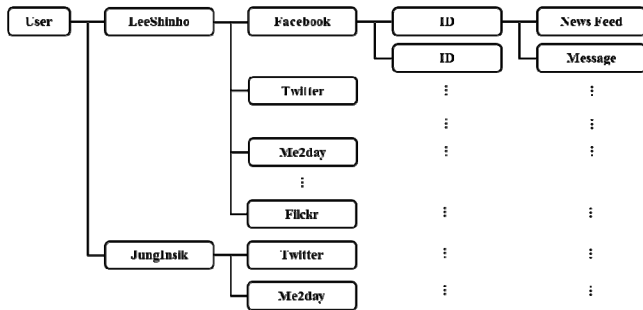 User
LeeShinho
Facebook
ID
News Feed
ID
Message
Twitter
Me2day
Flickr
JungInsik
Twitter
Me2day